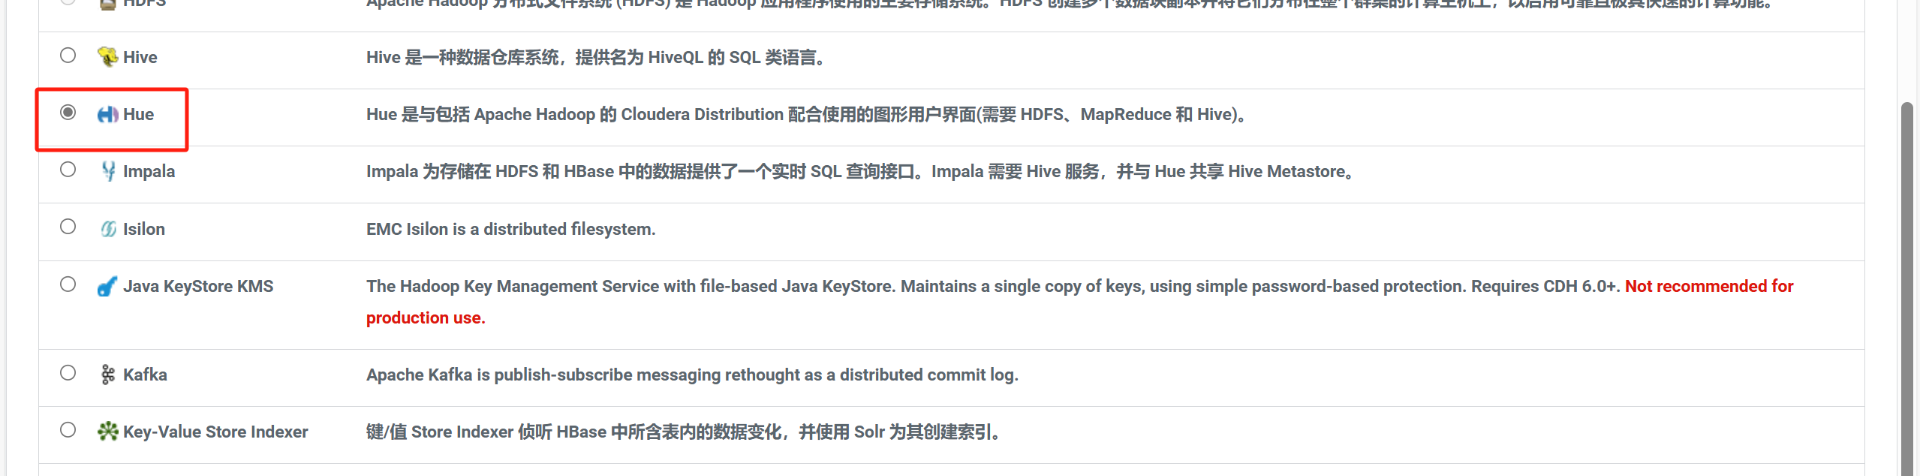 HDFS
Apache Hadoop 分布式文件系统 (HDFS) 是 Hadoop 应用程序使用的主要存储系统。HDFS 创建多个数据块副本并将它们分布在整个群集的计算主机上，以启用可靠且极其快速的计算功能。
Hive
Hive 是一种数据仓库系统，提供名为 HiveQL 的 SQL 类语言。
Hue
Hue 是与包括 Apache Hadoop 的 Cloudera Distribution 配合使用的图形用户界面(需要 HDFS、MapReduce 和 Hive)。
Impala
Impala 为存储在 HDFS 和 HBase 中的数据提供了一个实时 SQL 查询接口。Impala 需要 Hive 服务，并与 Hue 共享 Hive Metastore。
Isilon
EMC Isilon is a distributed filesystem.
Java KeyStore KMS
The Hadoop Key Management Service with file-based Java KeyStore. Maintains a single copy of keys, using simple password-based protection. Requires CDH 6.0+. Not recommended for
production use.
Kafka
Apache Kafka is publish-subscribe messaging rethought as a distributed commit log.
Key-Value Store Indexer
键/值 Store Indexer 侦听 HBase 中所含表内的数据变化，并使用 Solr 为其创建索引。